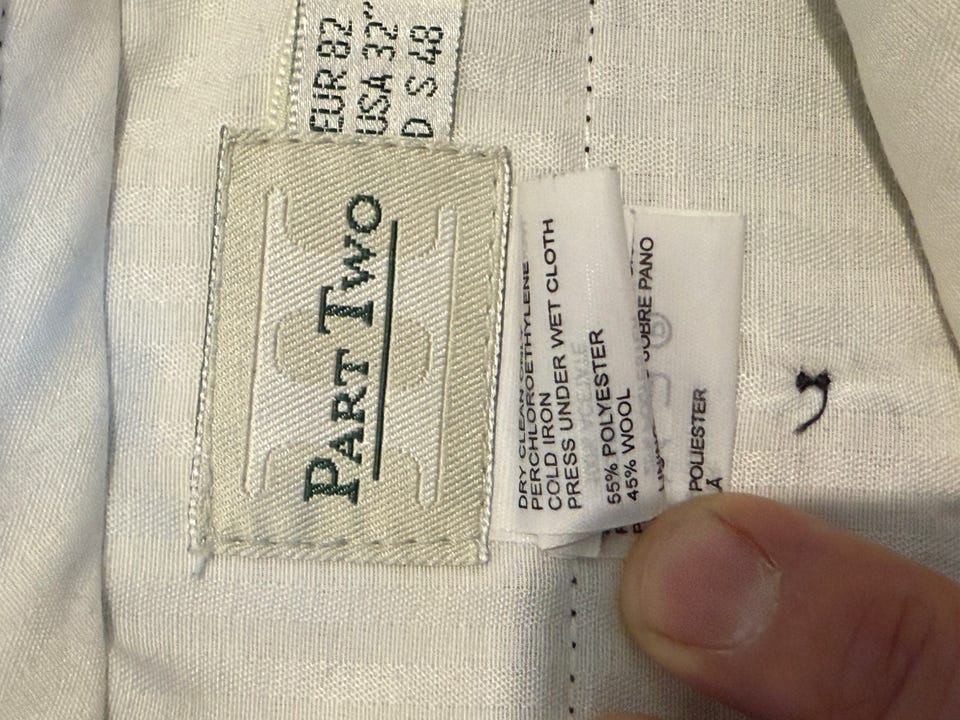 EUR 82
USA 32"
D S 48
PART TWO
DRY CLEAN ONLY
PERCHLOROETHYLENE
COLD IRON
PRESS UNDER WET CLOTH
55% POLYESTER
45% WOOL
SOBRE PANO
POLIESTER
Ã